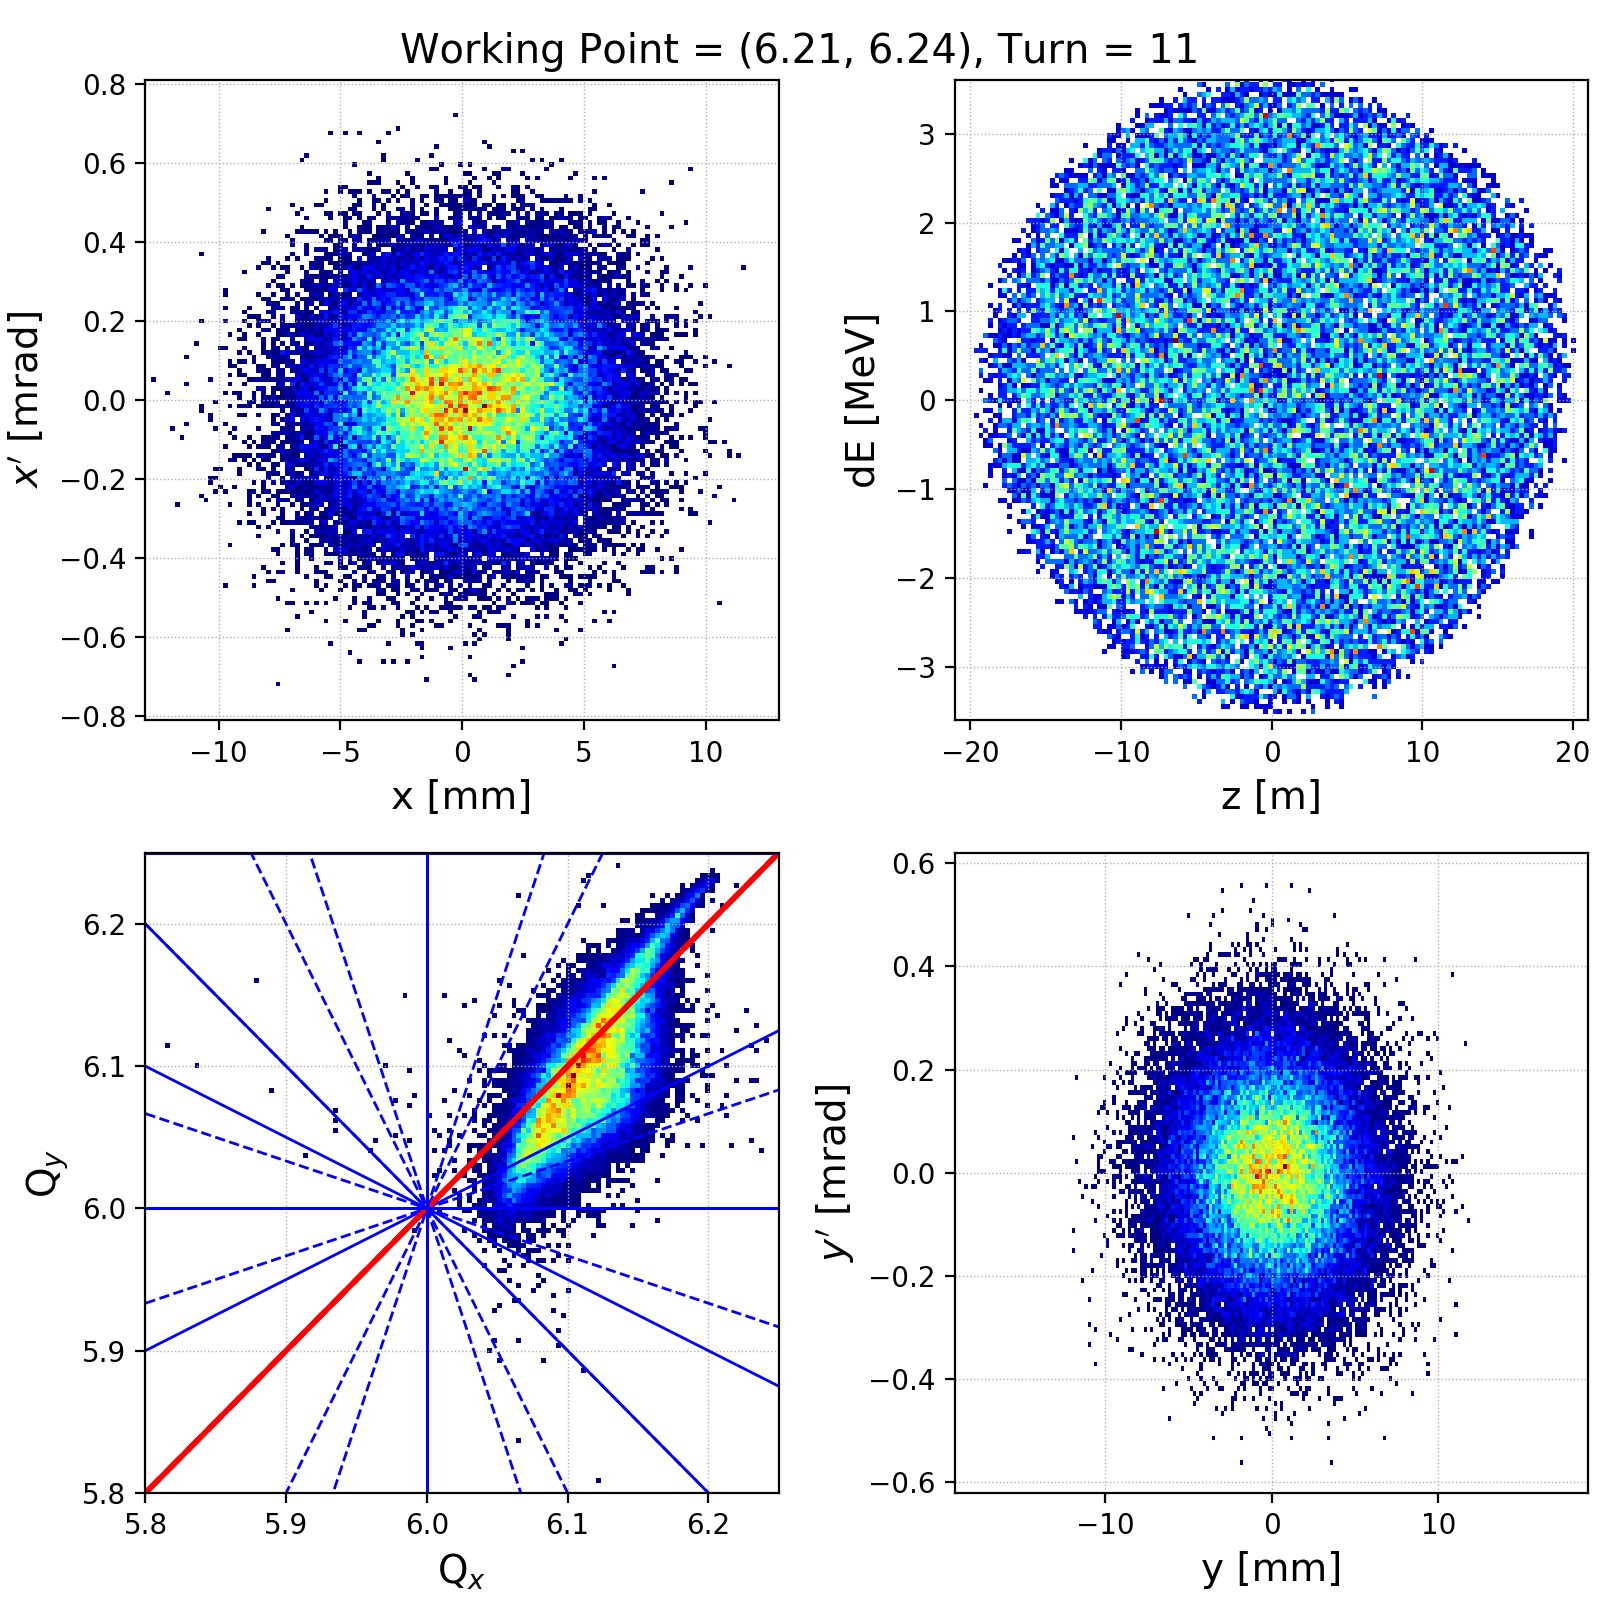 Working Point = (6.21, 6.24), Turn = 11
0.8
0.6
0.4
0.2
0.0
−0.2
−0.4
−0.6
−0.8
x′ [mrad]
−10 −5 0 5 10
x [mm]
3
2
1
0
−1
−2
−3
dE [MeV]
−20 −10 0 10 20
z [m]
6.2
6.1
6.0
5.9
5.8
Qy
5.8 5.9 6.0 6.1 6.2
Qx
0.6
0.4
0.2
0.0
−0.2
−0.4
−0.6
y′ [mrad]
−10 0 10
y [mm]